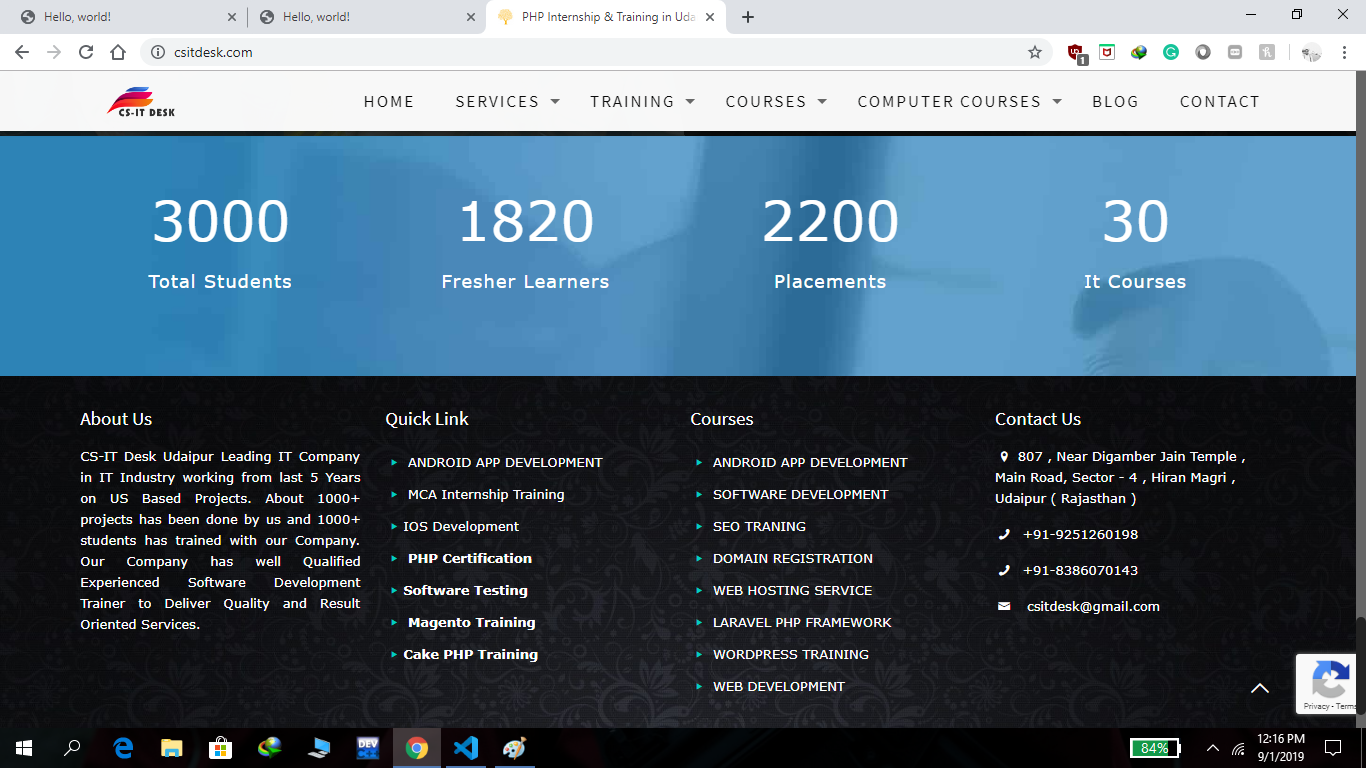 Hello, world!
Hello, world!
PHP Internship & Training in Uda
csitdesk.com
1
CS-IT DESK
HOME
SERVICES
TRAINING
COURSES
COMPUTER COURSES
BLOG
CONTACT
3000
Total Students
1820
Fresher Learners
2200
Placements
30
It Courses
About Us
CS-IT Desk Udaipur Leading IT Company
in IT Industry working from last 5 Years
on US Based Projects. About 1000+
projects has been done by us and 1000+
students has trained with our Company.
Our Company has well Qualified
Experienced Software Development
Trainer to Deliver Quality and Result
Oriented Services.
Quick Link
ANDROID APP DEVELOPMENT
MCA Internship Training
IOS Development
PHP Certification
Software Testing
Magento Training
Cake PHP Training
Courses
ANDROID APP DEVELOPMENT
SOFTWARE DEVELOPMENT
SEO TRANING
DOMAIN REGISTRATION
WEB HOSTING SERVICE
LARAVEL PHP FRAMEWORK
WORDPRESS TRAINING
WEB DEVELOPMENT
Contact Us
807 , Near Digamber Jain Temple ,
Main Road, Sector - 4 , Hiran Magri ,
Udaipur ( Rajasthan )
+91-9251260198
+91-8386070143
csitdesk@gmail.com
Privacy - Terms
DEV
84%
12:16 PM
9/1/2019